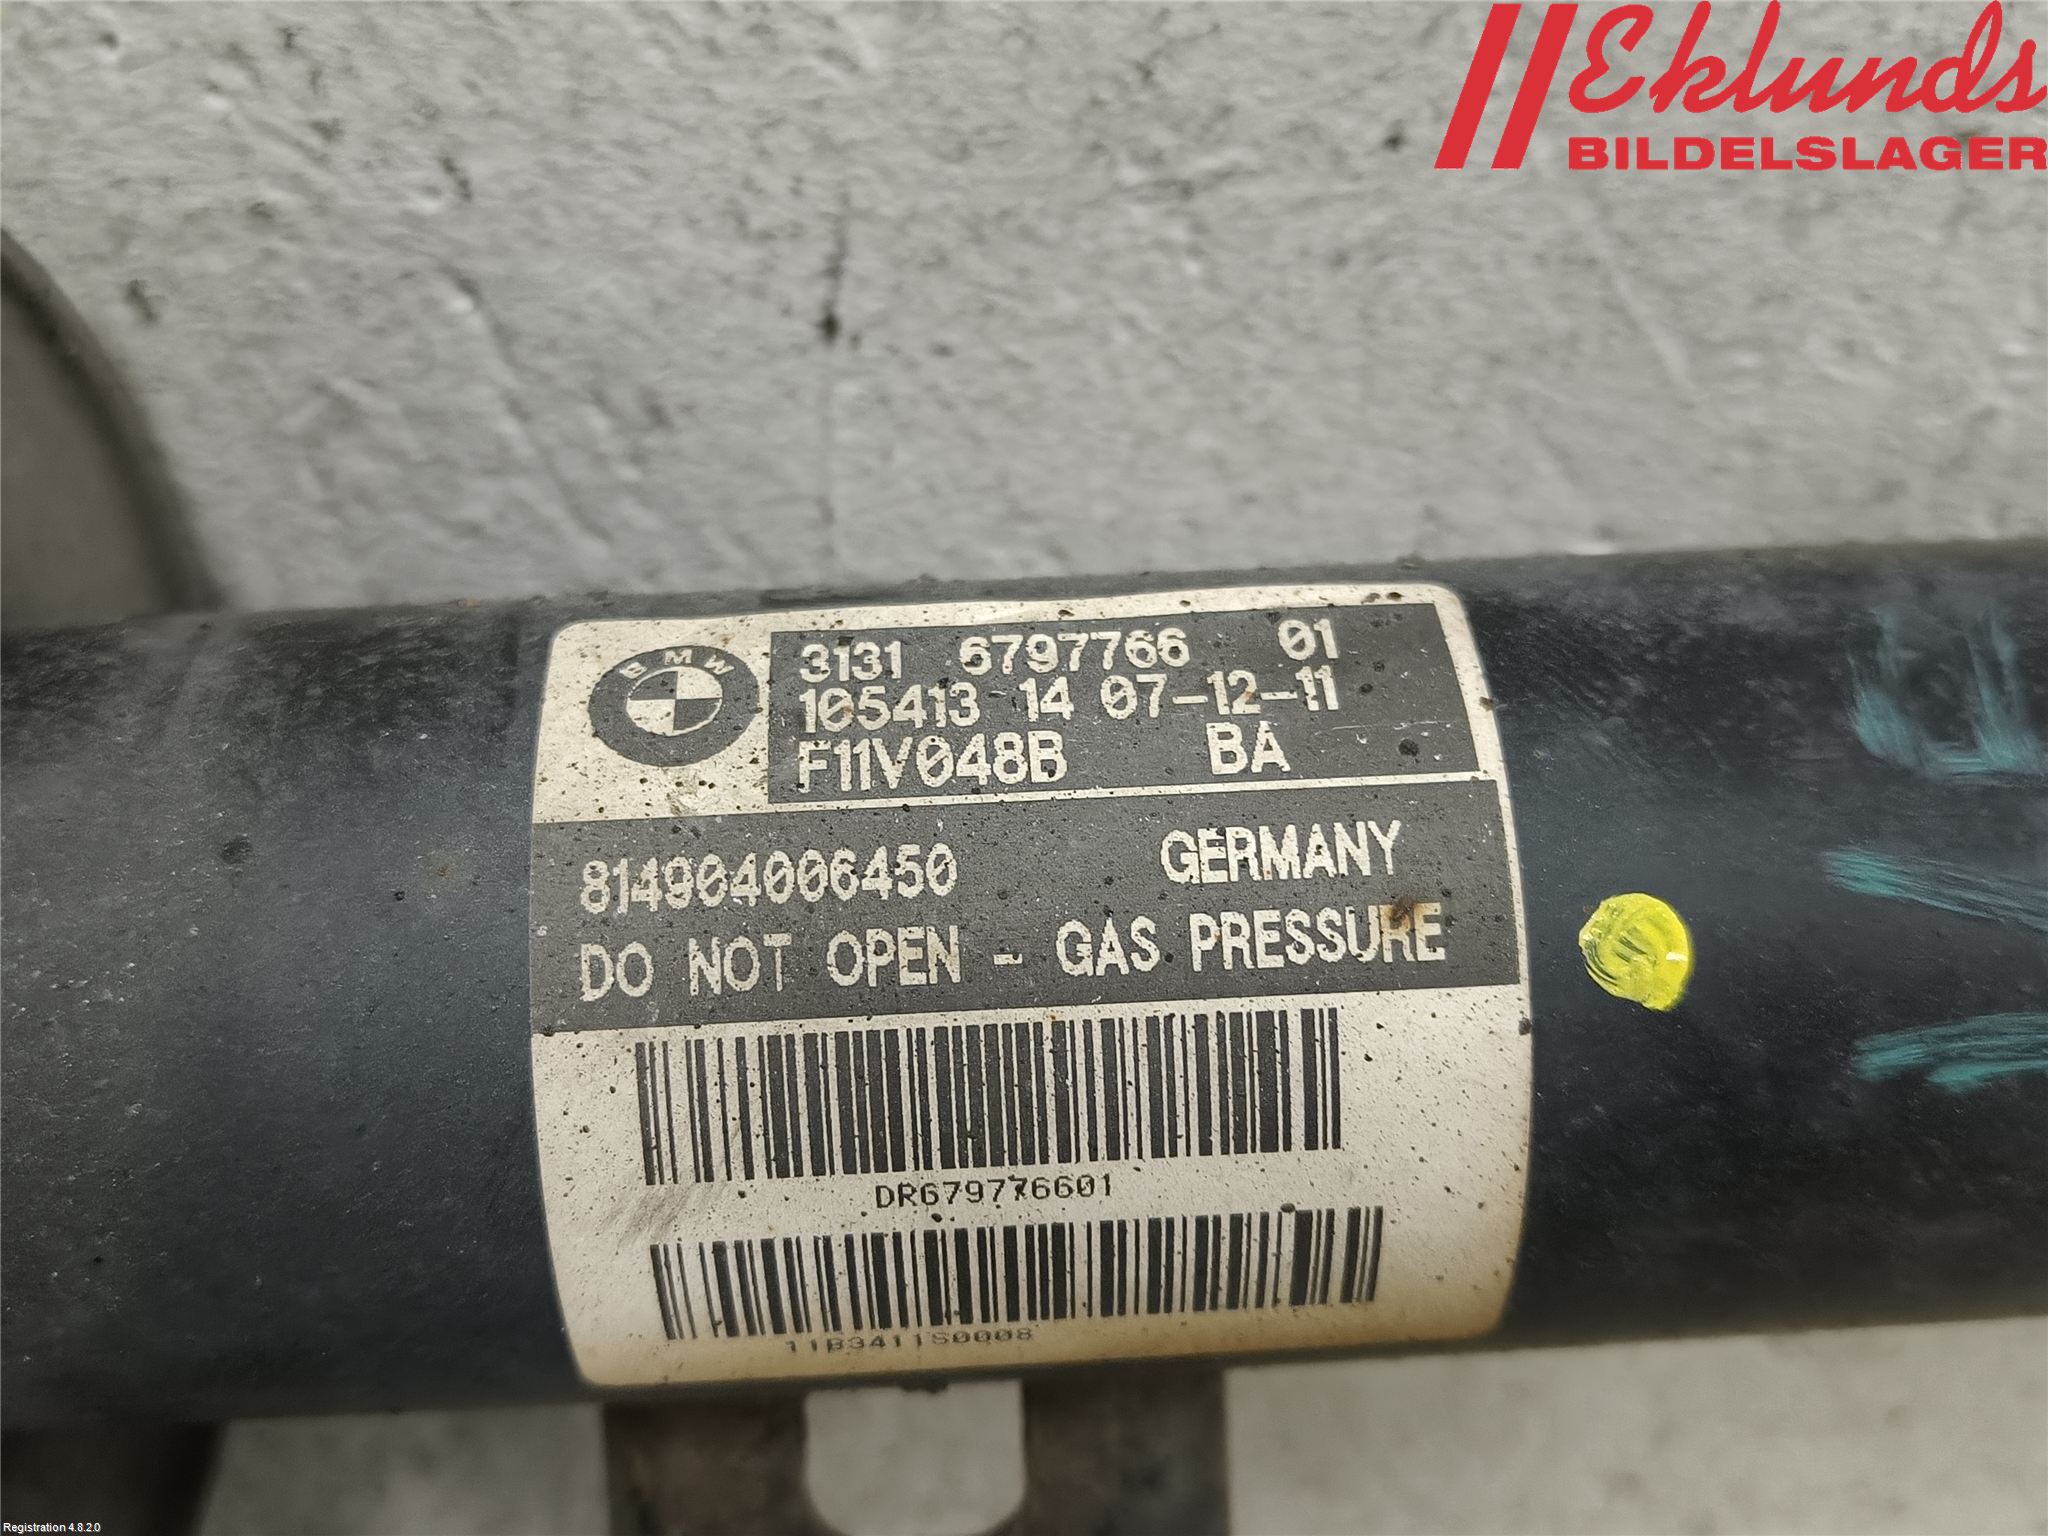 Eklunds
BILDELSLAGER
BMW
3131 6797766 01
105413 14 07-12-11
F11V048B BA
814904006450 GERMANY
DO NOT OPEN - GAS PRESSURE
DR679776601
11B3411S0008
Registration 4.8.2.0